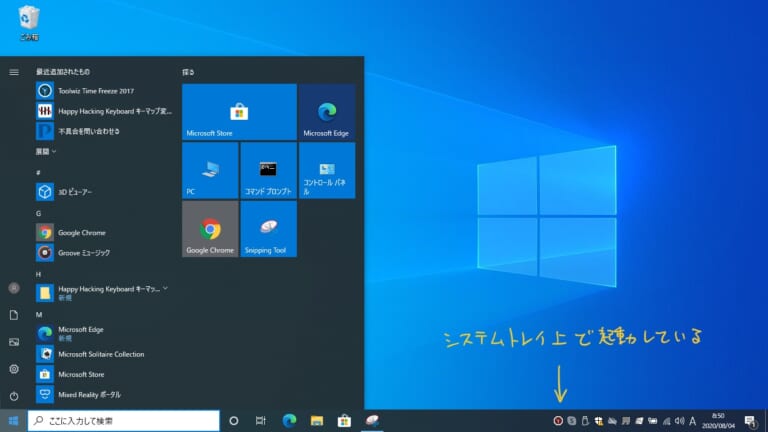 ごみ箱
最近追加されたもの
Toolwiz Time Freeze 2017
Happy Hacking Keyboard キーマップ変...
不具合を問い合わせる
展開
#
3D ビューアー
G
Google Chrome
Groove ミュージック
H
Happy Hacking Keyboard キーマッ...
新規
M
Microsoft Edge
新規
Microsoft Solitaire Collection
Microsoft Store
Mixed Reality ポータル
探る
Microsoft Store
Microsoft Edge
PC
コマンド プロンプト
コントロール パネル
Google Chrome
Snipping Tool
システムトレイ上で起動している
ここに入力して検索
A
8:50
2020/08/04